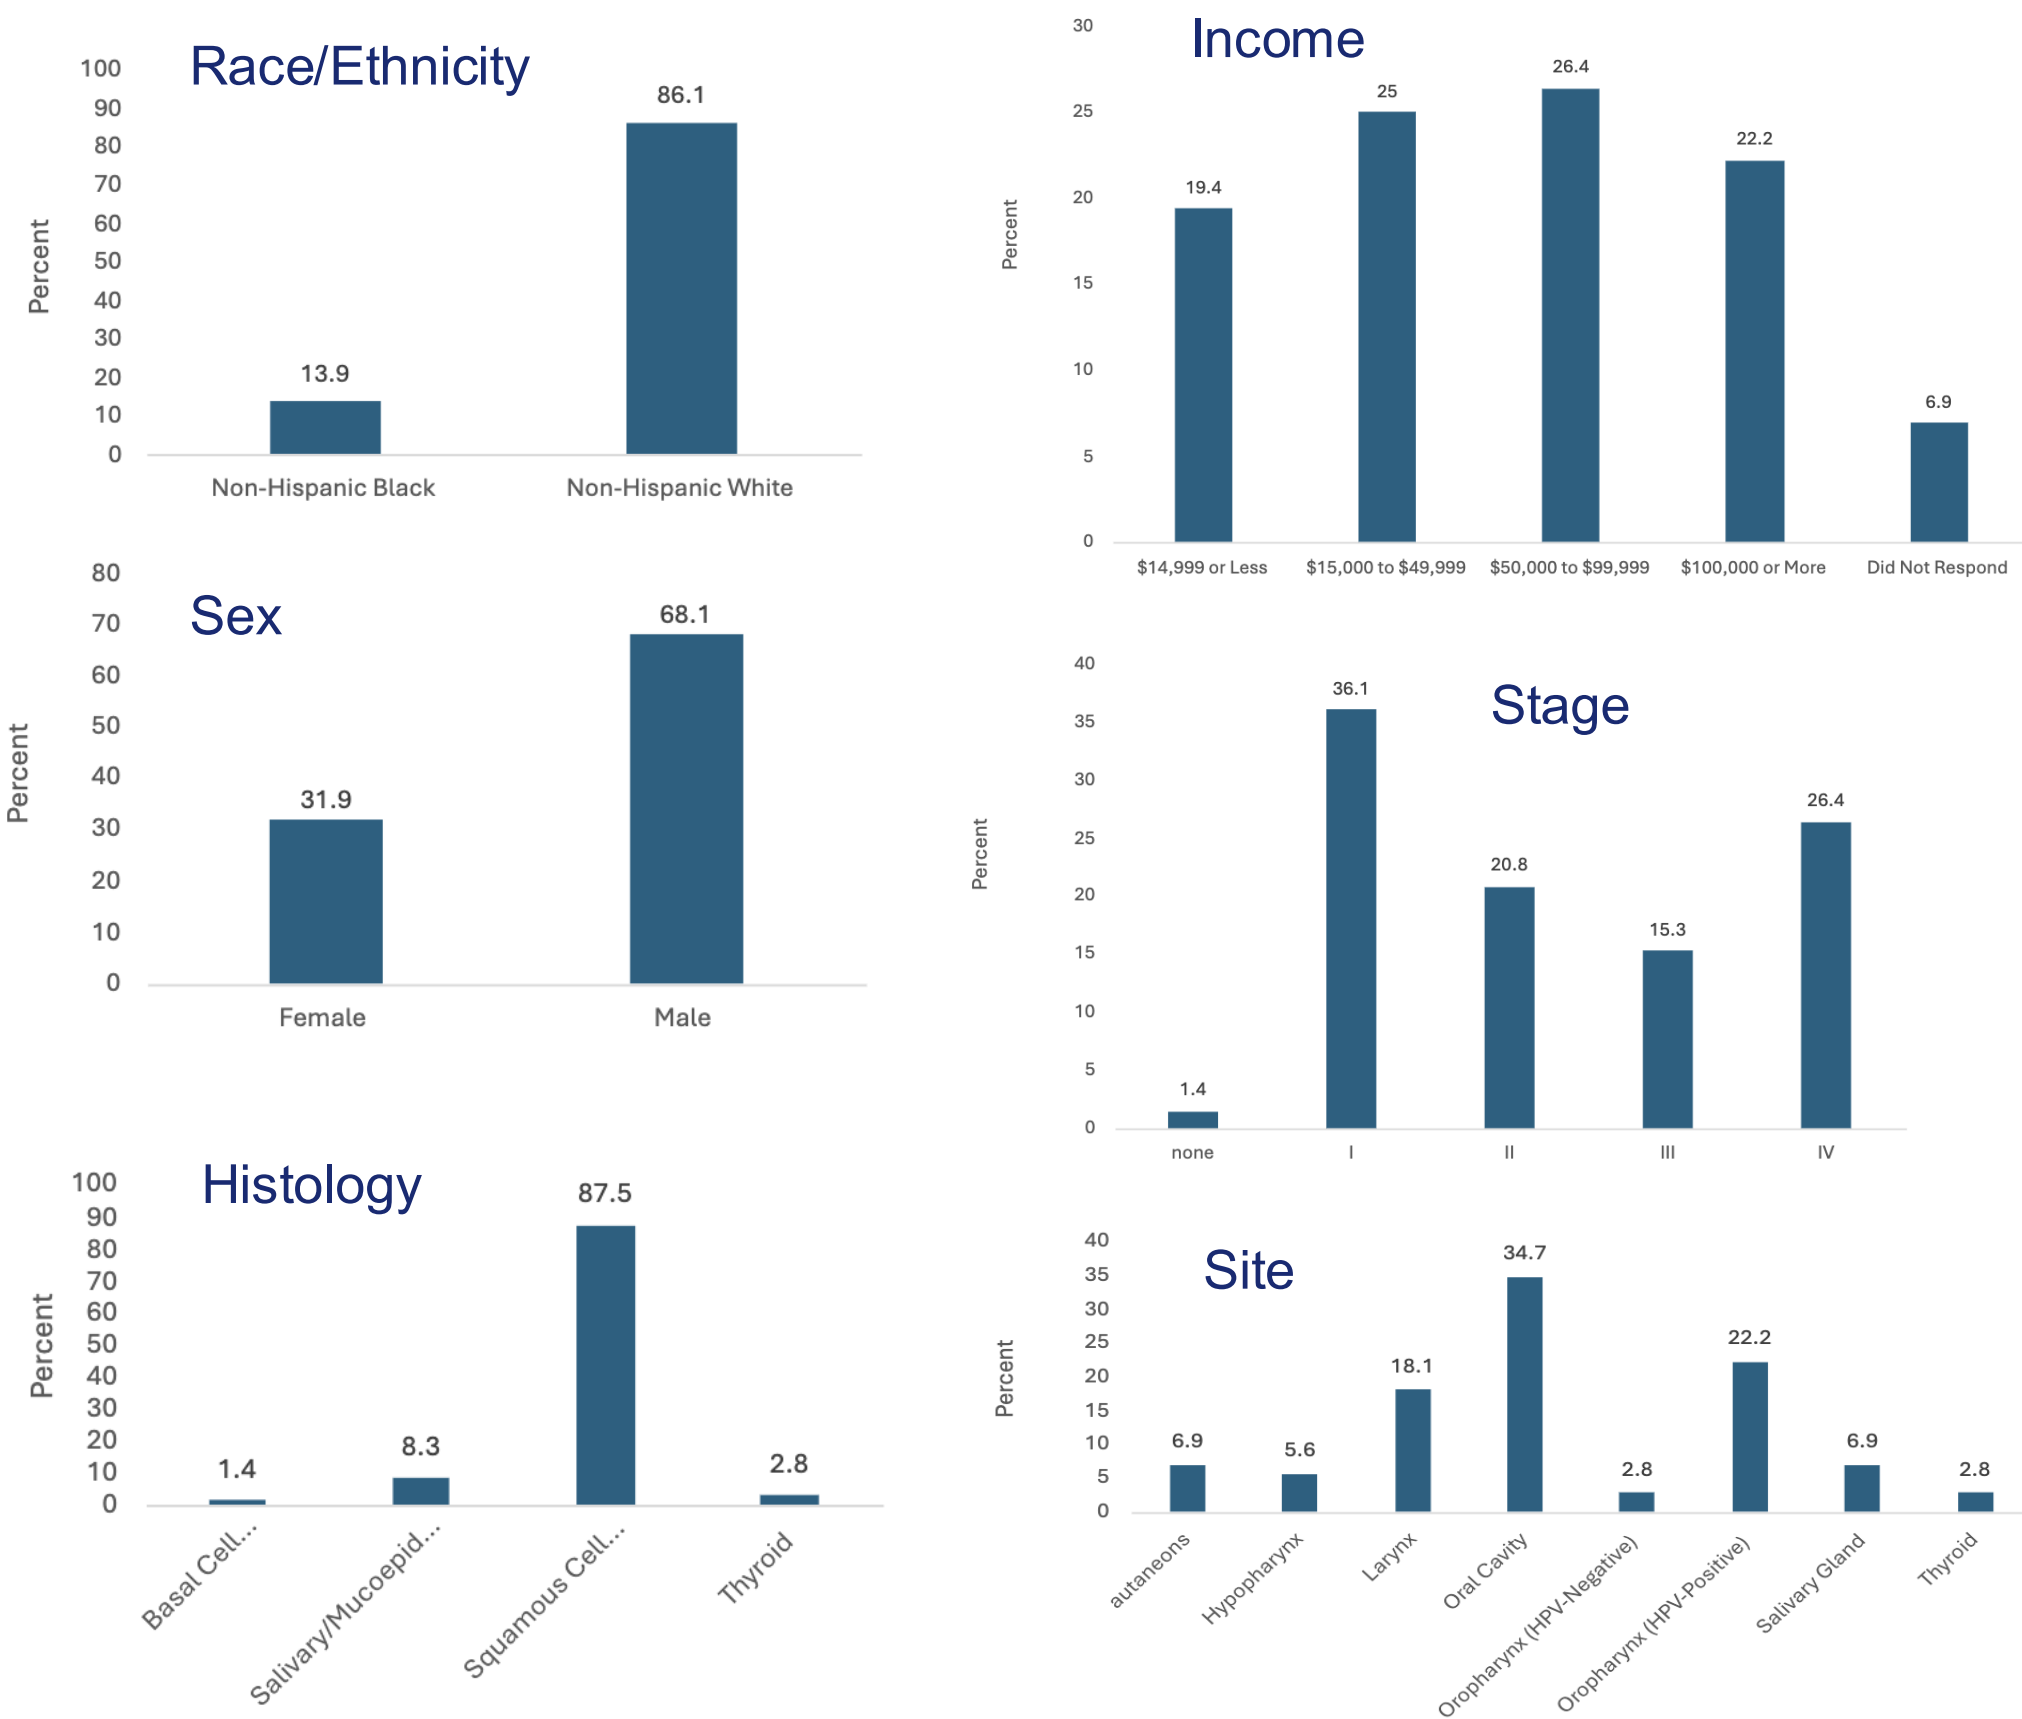 Race/Ethnicity
Percent
100
90
80
70
60
50
40
30
20
10
0
13.9
86.1
Non-Hispanic Black
Non-Hispanic White
Income
Percent
30
25
20
15
10
5
0
19.4
25
26.4
22.2
6.9
$14,999 or Less
$15,000 to $49,999
$50,000 to $99,999
$100,000 or More
Did Not Respond
Sex
Percent
80
70
60
50
40
30
20
10
0
31.9
68.1
Female
Male
Stage
Percent
40
35
30
25
20
15
10
5
0
1.4
36.1
20.8
15.3
26.4
none
I
II
III
IV
Histology
Percent
100
90
80
70
60
50
40
30
20
10
0
1.4
8.3
87.5
2.8
Basal Cell...
Salivary/Mucoepid...
Squamous Cell...
Thyroid
Site
Percent
40
35
30
25
20
15
10
5
0
6.9
5.6
18.1
34.7
2.8
22.2
6.9
2.8
autaneons
Hypopharynx
Larynx
Oral Cavity
Oropharynx (HPV-Negative)
Oropharynx (HPV-Positive)
Salivary Gland
Thyroid